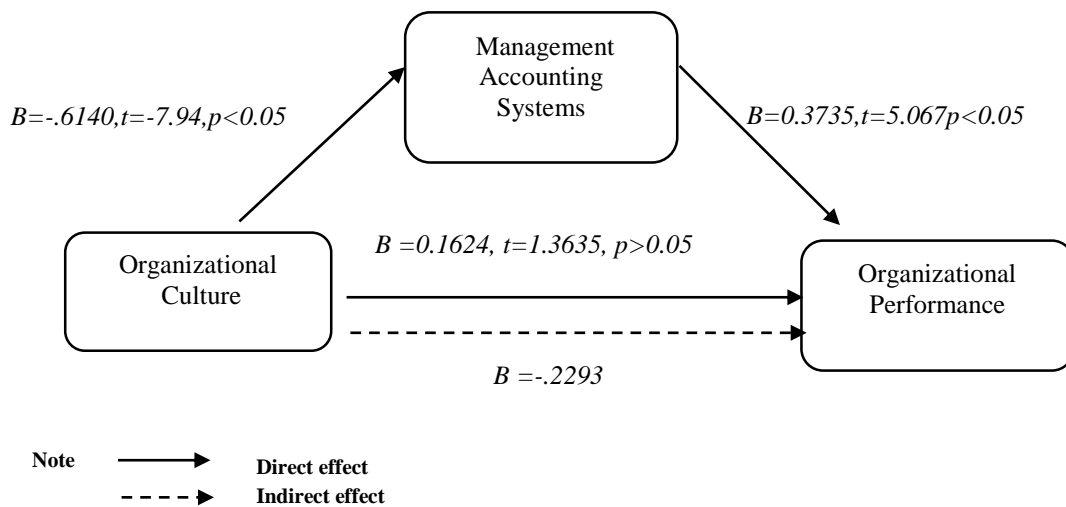 Management
Accounting
Systems
B=-.6140,t=-7.94,p<0.05
B=0.3735,t=5.067p<0.05
B =0.1624, t=1.3635, p>0.05
Organizational
Culture
Organizational
Performance
B =-.2293
Note
Direct effect
Indirect effect